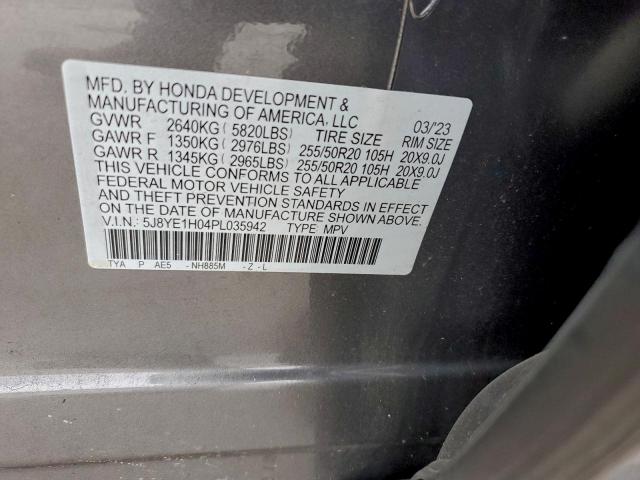 MFD. BY HONDA DEVELOPMENT &
MANUFACTURING OF AMERICA, LLC 03/'23
GVWR 2640KG( 5820LBS) TIRE SIZE RIM SIZE
GAWR F 1350KG( 2976LBS) 255/50R20 105H 20X9.0J
GAWR R 1345KG( 2965LBS) 255/50R20 105H 20X9.0J
THIS VEHICLE CONFORMS TO ALL APPLICABLE
FEDERAL MOTOR VEHICLE SAFETY
AND THEFT PREVENTION STANDARDS IN EFFECT
ON THE DATE OF MANUFACTURE SHOWN ABOVE.
V.I.N.: 5J8YE1H04PL035942 TYPE: MPV
TYA P AE5 -NH885M -Z -L